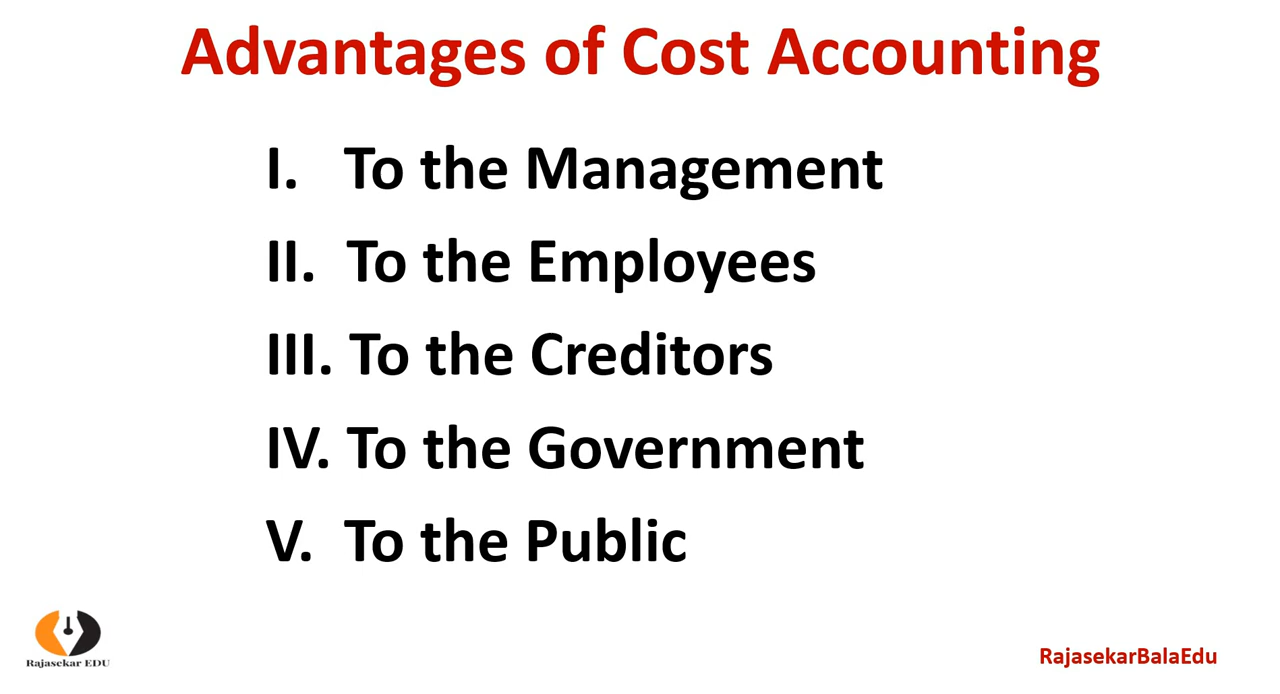 Advantages of Cost Accounting
I. To the Management
II. To the Employees
III. To the Creditors
IV. To the Government
V. To the Public
Rajasekar EDU
RajasekarBalaEdu